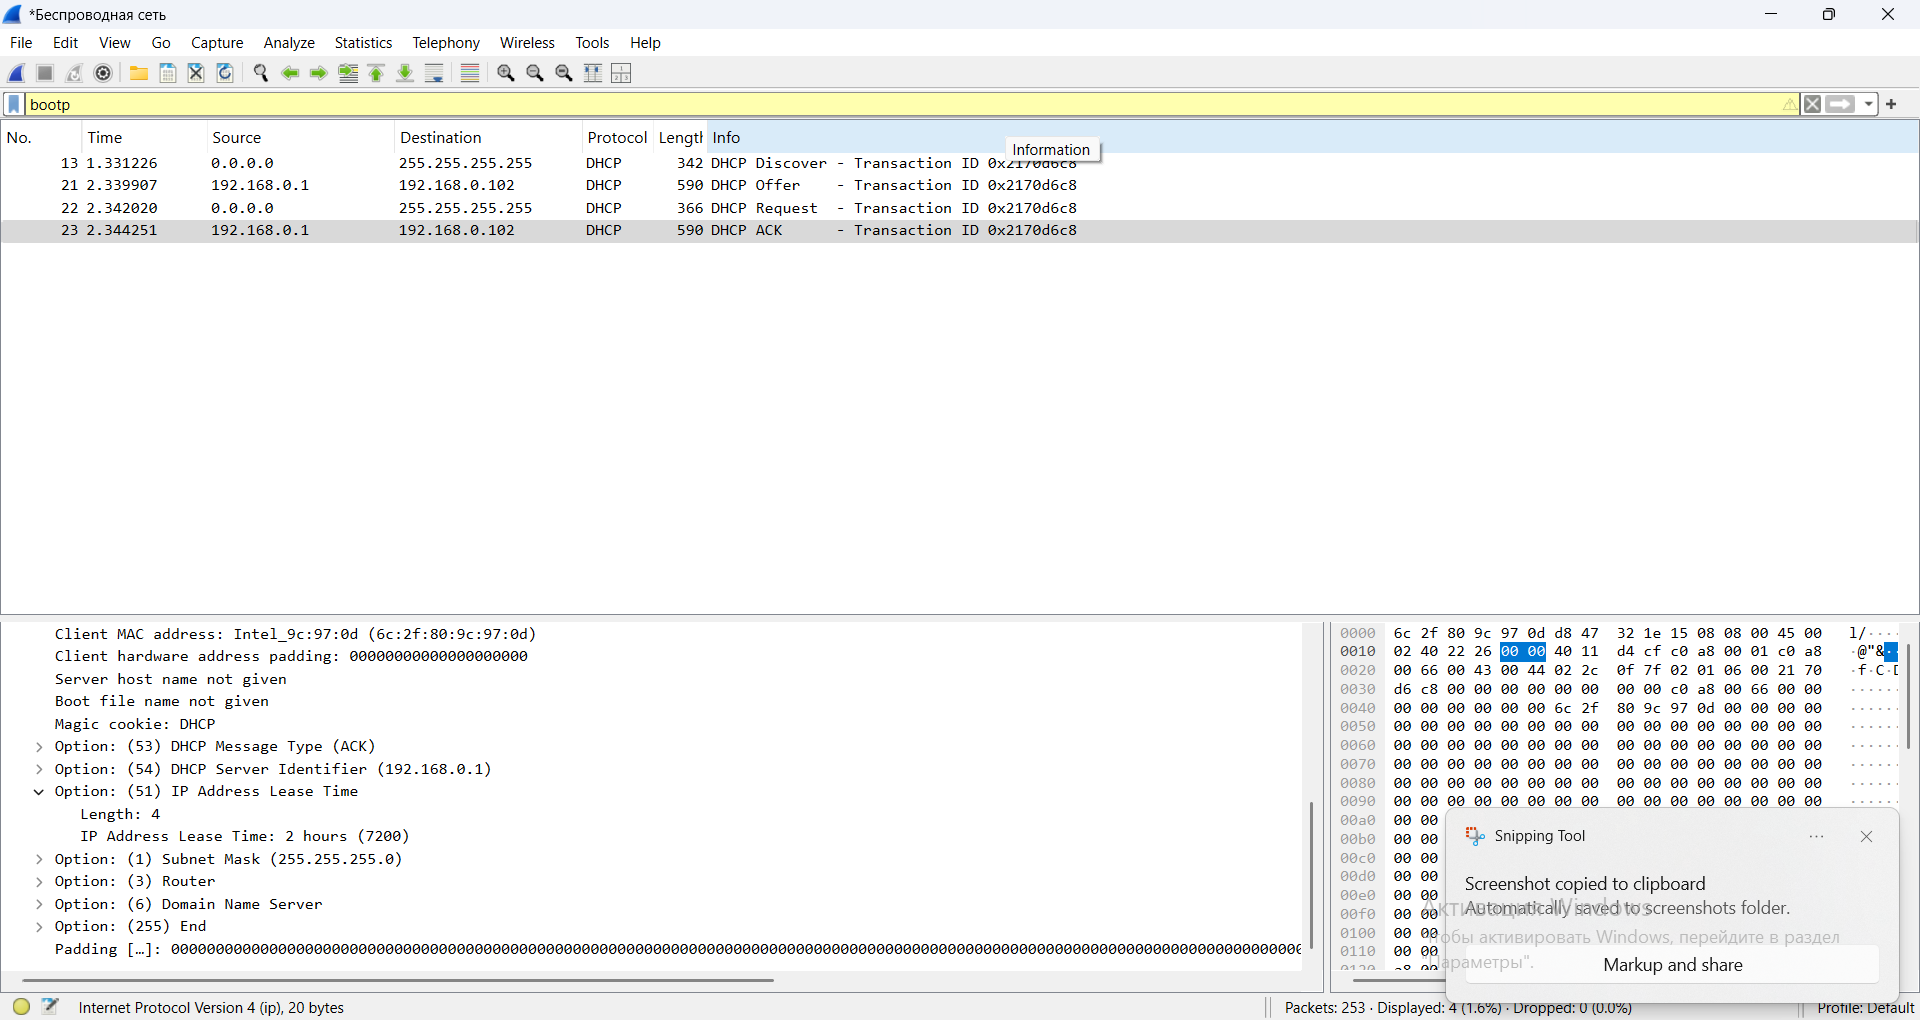 *Беспроводная сеть
File Edit View Go Capture Analyze Statistics Telephony Wireless Tools Help
bootp
No. Time Source Destination Protocol Lengtl Info
Information
13 1.331226 0.0.0.0 255.255.255.255 DHCP 342 DHCP Discover - Transaction ID 0x2170d6c8
21 2.339907 192.168.0.1 192.168.0.102 DHCP 590 DHCP Offer - Transaction ID 0x2170d6c8
22 2.342020 0.0.0.0 255.255.255.255 DHCP 366 DHCP Request - Transaction ID 0x2170d6c8
23 2.344251 192.168.0.1 192.168.0.102 DHCP 590 DHCP ACK - Transaction ID 0x2170d6c8
Client MAC address: Intel_9c:97:0d (6c:2f:80:9c:97:0d)
Client hardware address padding: 00000000000000000000
Server host name not given
Boot file name not given
Magic cookie: DHCP
Option: (53) DHCP Message Type (ACK)
Option: (54) DHCP Server Identifier (192.168.0.1)
Option: (51) IP Address Lease Time
Length: 4
IP Address Lease Time: 2 hours (7200)
Option: (1) Subnet Mask (255.255.255.0)
Option: (3) Router
Option: (6) Domain Name Server
Option: (255) End
Padding […]:
0000 6c 2f 80 9c 97 0d d8 47 32 1e 15 08 08 00 45 00 l/····
0010 02 40 22 26 00 00 40 11 d4 cf c0 a8 00 01 c0 a8 ·@"&··
0020 00 66 00 43 00 44 02 2c 0f 7f 02 01 06 00 21 70 ·f·C·D
0030 d6 c8 00 00 00 00 00 00 00 00 c0 a8 00 66 00 00 ······
0040 00 00 00 00 00 00 6c 2f 80 9c 97 0d 00 00 00 00 ······
0050 00 00 00 00 00 00 00 00 00 00 00 00 00 00 00 00 ······
0060 00 00 00 00 00 00 00 00 00 00 00 00 00 00 00 00 ······
0070 00 00 00 00 00 00 00 00 00 00 00 00 00 00 00 00 ······
0080 00 00 00 00 00 00 00 00 00 00 00 00 00 00 00 00 ······
0090 00 00 00 00 00 00 00 00 00 00 00 00 00 00 00 00 ······
00a0 00 00
00b0 00 00
00c0 00 00
00d0 00 00
00e0 00 00
00f0 00 00
0100 00 00
0110 00 00
0120 a8 00
Snipping Tool
Screenshot copied to clipboard
Automatically saved to screenshots folder.
Markup and share
Активация Windows
Чтобы активировать Windows, перейдите в раздел
"Параметры".
Internet Protocol Version 4 (ip), 20 bytes
Packets: 253 · Displayed: 4 (1.6%) · Dropped: 0 (0.0%)
Profile: Default